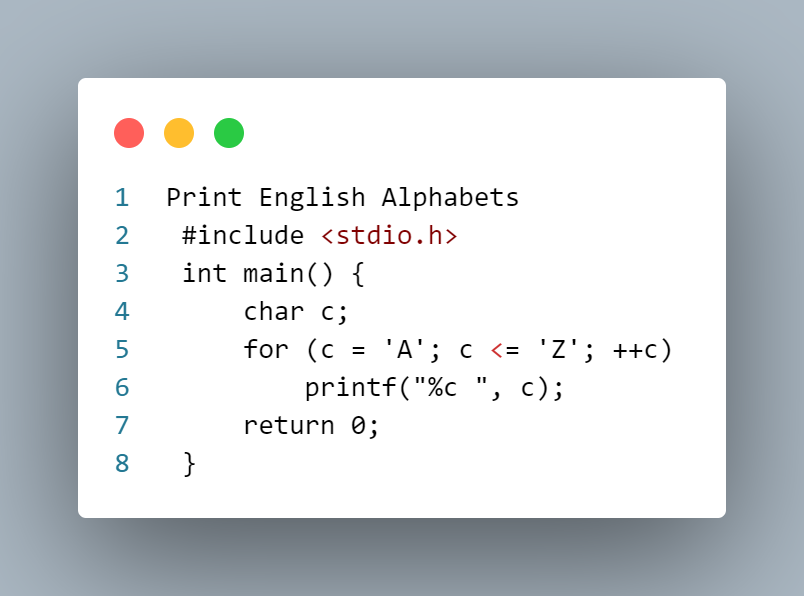 1 Print English Alphabets
2 #include <stdio.h>
3 int main() {
4     char c;
5     for (c = 'A'; c <= 'Z'; ++c)
6         printf("%c ", c);
7     return 0;
8 }